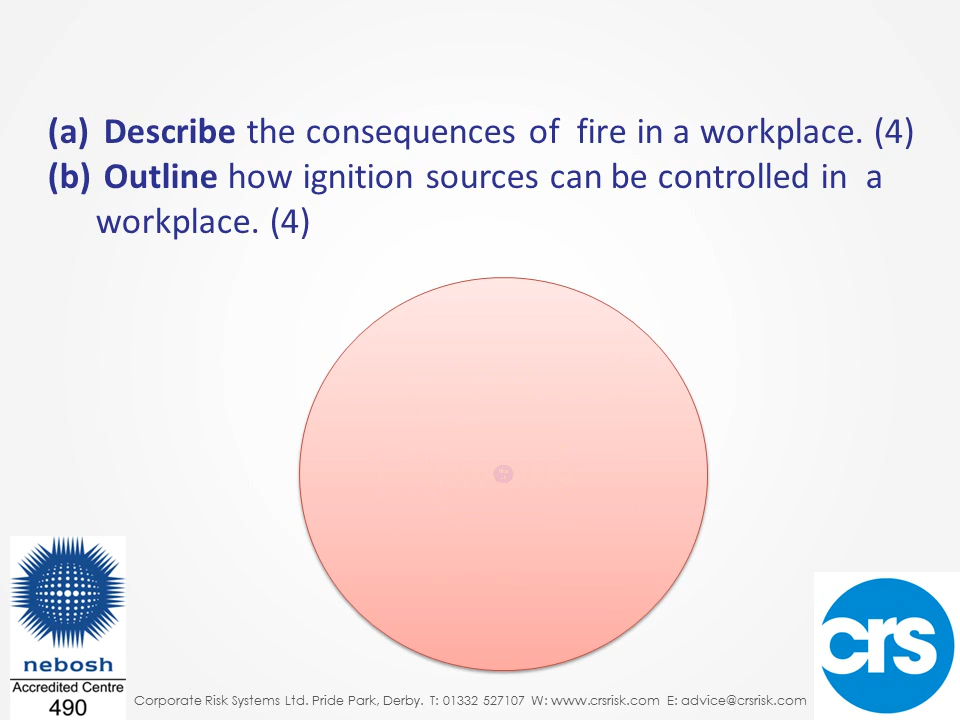 (a) Describe the consequences of fire in a workplace. (4)
(b) Outline how ignition sources can be controlled in a
workplace. (4)
nebosh
Accredited Centre
490
Corporate Risk Systems Ltd. Pride Park, Derby. T: 01332 527107 W: www.crsrisk.com E: advice@crsrisk.com
crs